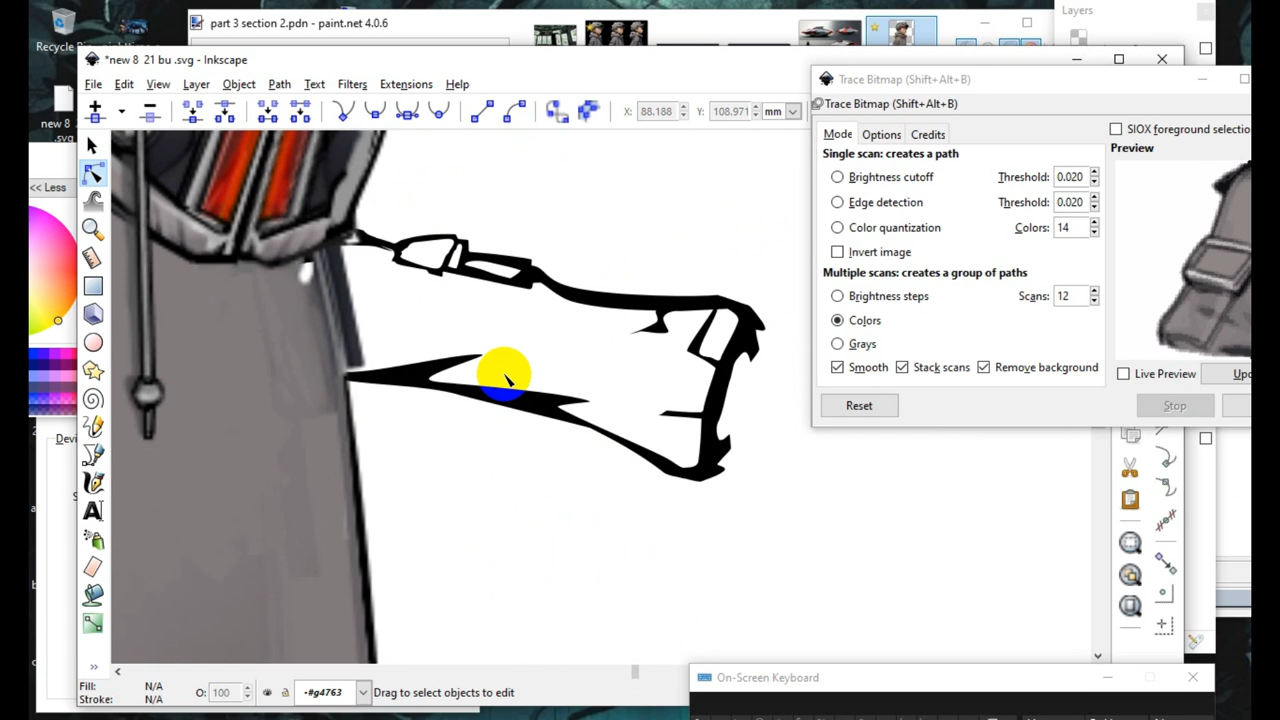 Recycle Bin
part 3 section 2.pdn - paint.net 4.0.6
Layers
*new 8 21 bu .svg - Inkscape
File Edit View Layer Object Path Text Filters Extensions Help
X: 88.188 Y: 108.971 mm
Trace Bitmap (Shift+Alt+B)
Trace Bitmap (Shift+Alt+B)
new 8
.svg
<< Less
Mode Options Credits
SIOX foreground selectio
Preview
Single scan: creates a path
Brightness cutoff Threshold: 0.020
Edge detection Threshold: 0.020
Color quantization Colors: 14
Invert image
Multiple scans: creates a group of paths
Brightness steps Scans: 12
Colors
Grays
Smooth Stack scans Remove background
Live Preview Upd
Reset Stop
Devi
Fill: N/A
Stroke: N/A
O: 100
-#g4763
Drag to select objects to edit
On-Screen Keyboard